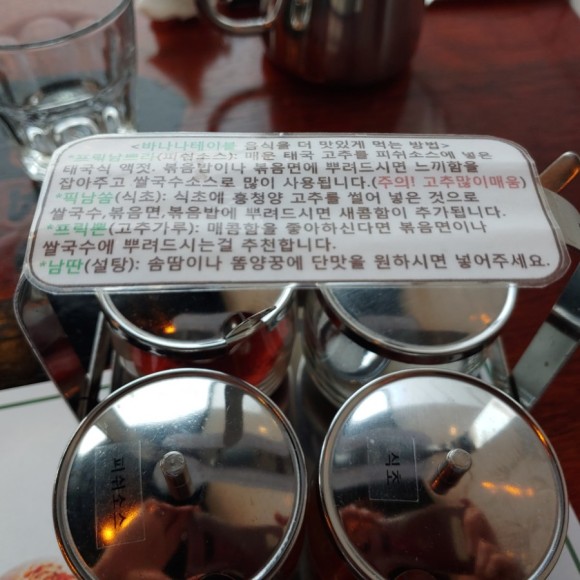 <바나나테이블 음식을 더 맛있게 먹는 방법>
*프릭남쁘라(피쉬소스): 매운 태국 고추를 피쉬소스에 넣은
태국식 액젓. 볶음밥이나 볶음면에 뿌려드시면 느끼함을
잡아주고 쌀국수소스로 많이 사용됩니다.(주의! 고추많이매움)
*픽남솜(식초): 식초에 홍청양 고추를 썰어 넣은 것으로
쌀국수,볶음면,볶음밥에 뿌려드시면 새콤함이 추가됩니다.
*프릭뽄(고추가루): 매콤함을 좋아하신다면 볶음면이나
쌀국수에 뿌려드시는걸 추천합니다.
*남딴(설탕): 솜땀이나 똠양꿍에 단맛을 원하시면 넣어주세요.
피쉬소스
식초